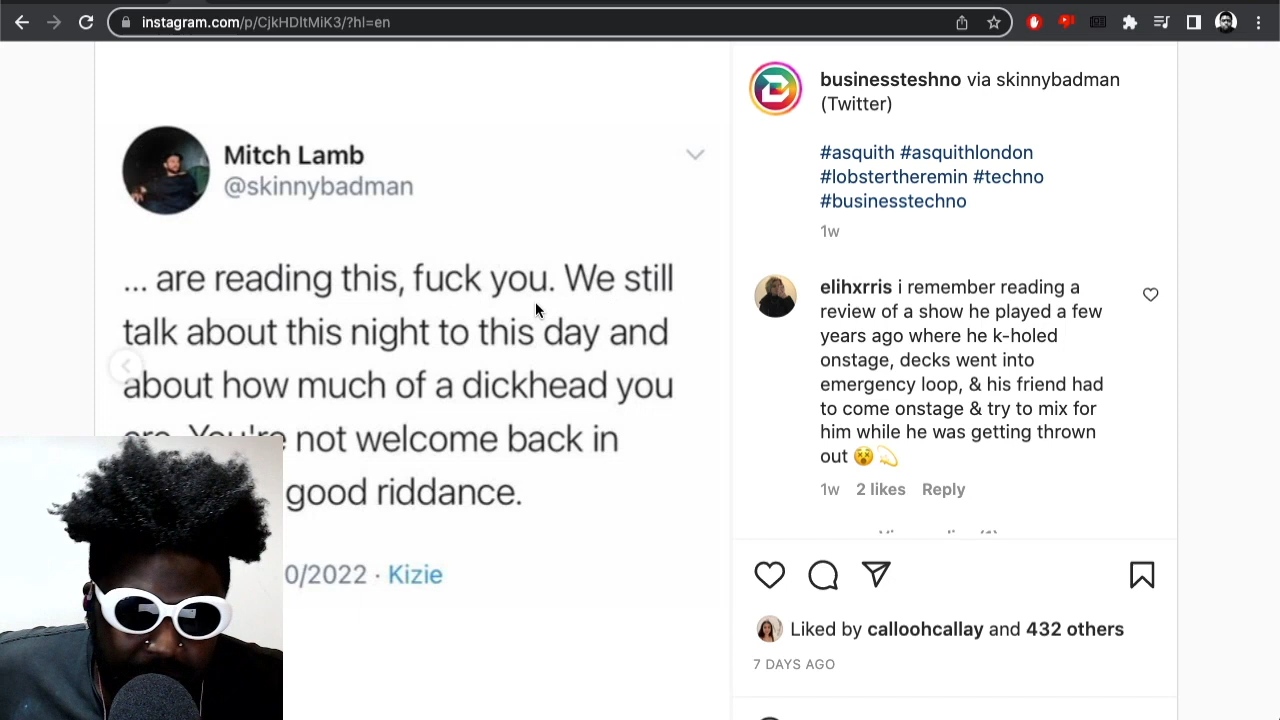 instagram.com/p/CjkHDltMiK3/?hl=en
Mitch Lamb
@skinnybadman
... are reading this, fuck you. We still
talk about this night to this day and
about how much of a dickhead you
are. You're not welcome back in
good riddance.
0/2022 · Kizie
businessteshno via skinnybadman
(Twitter)
#asquith #asquithlondon
#lobstertheremin #techno
#businesstechno
1w
elihxrris i remember reading a
review of a show he played a few
years ago where he k-holed
onstage, decks went into
emergency loop, & his friend had
to come onstage & try to mix for
him while he was getting thrown
out 😵💫
1w 2 likes Reply
Liked by calloohcallay and 432 others
7 DAYS AGO